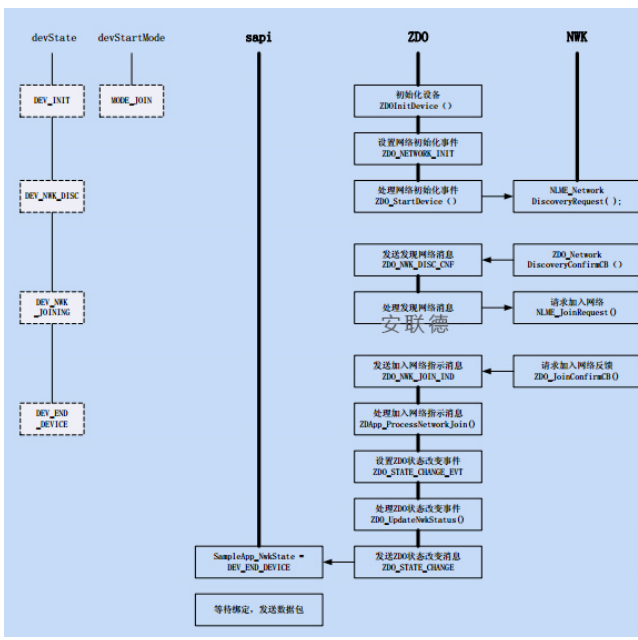 devState
devStartMode
sapi
ZDO
NWK
DEV_INIT
MODE_JOIN
初始化设备
ZDOInitDevice（）
设置网络初始化事件
ZDO_NETWORK_INIT
DEV_NWK_DISC
处理网络初始化事件
ZDO_StartDevice（）
NLME_Network
DiscoveryRequest( );
发送发现网络消息
ZDO_NWK_DISC_CNF
ZDO_Network
DiscoveryConfirmCB（）
DEV_NWK
_JOINING
处理发现网络消息
安联德
请求加入网络
NLME_JoinRequest()
发送加入网络指示消息
ZDO_NWK_JOIN_IND
请求加入网络反馈
ZDO_JoinConfirmCB()
DEV_END
_DEVICE
处理加入网络指示消息
ZDApp_ProcessNetworkJoin()
设置ZDO状态改变事件
ZDO_STATE_CHANGE_EVT
处理ZDO状态改变事件
ZDO_UpdateNwkStatus()
SampleApp_NwkState =
DEV_END_DEVICE
发送ZDO状态改变消息
ZDO_STATE_CHANGE
等待绑定，发送数据包